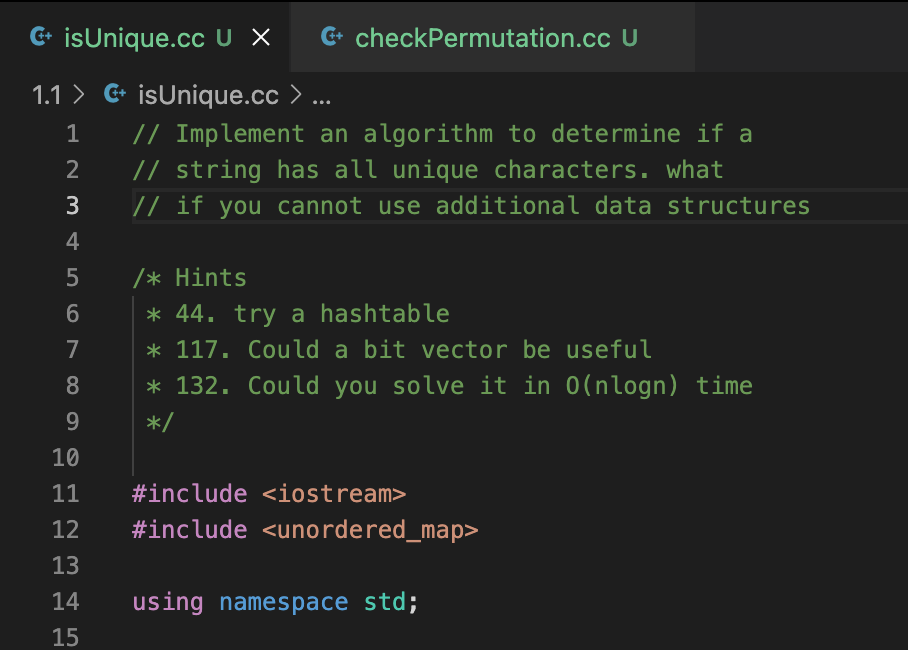 isUnique.cc U × checkPermutation.cc U
1.1 > isUnique.cc > ...
1 // Implement an algorithm to determine if a
2 // string has all unique characters. what
3 // if you cannot use additional data structures
4
5 /* Hints
6 * 44. try a hashtable
7 * 117. Could a bit vector be useful
8 * 132. Could you solve it in O(nlogn) time
9 */
10
11 #include <iostream>
12 #include <unordered_map>
13
14 using namespace std;
15